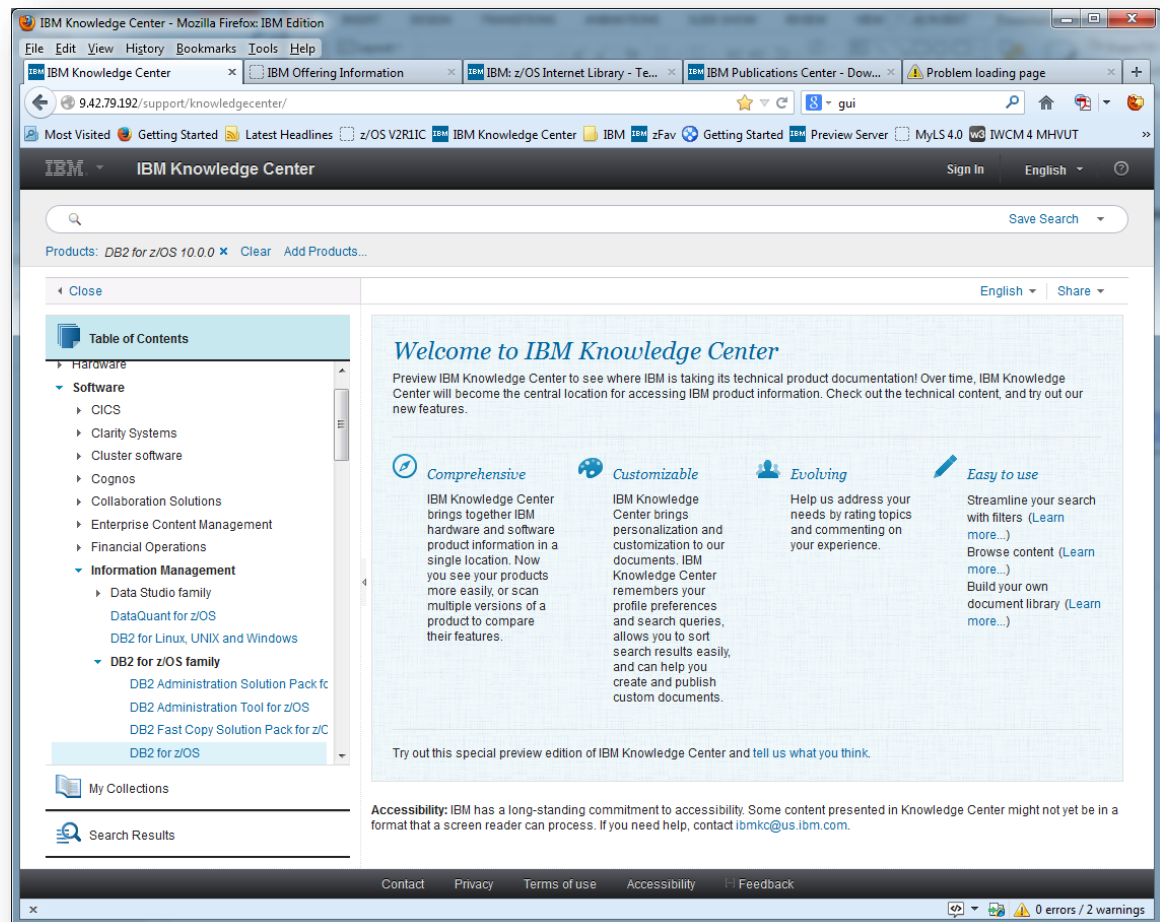 IBM Knowledge Center - Mozilla Firefox: IBM Edition
File Edit View History Bookmarks Tools Help
IBM Knowledge Center
IBM Offering Information
IBM: z/OS Internet Library - Te...
IBM Publications Center - Dow...
Problem loading page
9.42.79.192/support/knowledgecenter/
gui
Most Visited Getting Started Latest Headlines z/OS V2R1IC IBM Knowledge Center IBM zFav Getting Started Preview Server MyLS 4.0 IWCM 4 MHVUT »
IBM. IBM Knowledge Center Sign In English
Save Search
Products: DB2 for z/OS 10.0.0 Clear Add Products...
Close
English Share
Table of Contents
Hardware
Software
CICS
Clarity Systems
Cluster software
Cognos
Collaboration Solutions
Enterprise Content Management
Financial Operations
Information Management
Data Studio family
DataQuant for z/OS
DB2 for Linux, UNIX and Windows
DB2 for z/OS family
DB2 Administration Solution Pack fo
DB2 Administration Tool for z/OS
DB2 Fast Copy Solution Pack for z/O
DB2 for z/OS
My Collections
Search Results
Welcome to IBM Knowledge Center
Preview IBM Knowledge Center to see where IBM is taking its technical product documentation! Over time, IBM Knowledge
Center will become the central location for accessing IBM product information. Check out the technical content, and try out our
new features.
Comprehensive
IBM Knowledge Center
brings together IBM
hardware and software
product information in a
single location. Now
you see your products
more easily, or scan
multiple versions of a
product to compare
their features.
Customizable
IBM Knowledge
Center brings
personalization and
customization to our
documents. IBM
Knowledge Center
remembers your
profile preferences
and search queries,
allows you to sort
search results easily,
and can help you
create and publish
custom documents.
Evolving
Help us address your
needs by rating topics
and commenting on
your experience.
Easy to use
Streamline your search
with filters (Learn
more...)
Browse content (Learn
more...)
Build your own
document library (Learn
more...)
Try out this special preview edition of IBM Knowledge Center and tell us what you think.
Accessibility: IBM has a long-standing commitment to accessibility. Some content presented in Knowledge Center might not yet be in a
format that a screen reader can process. If you need help, contact ibmkc@us.ibm.com.
Contact Privacy Terms of use Accessibility Feedback
0 errors / 2 warnings